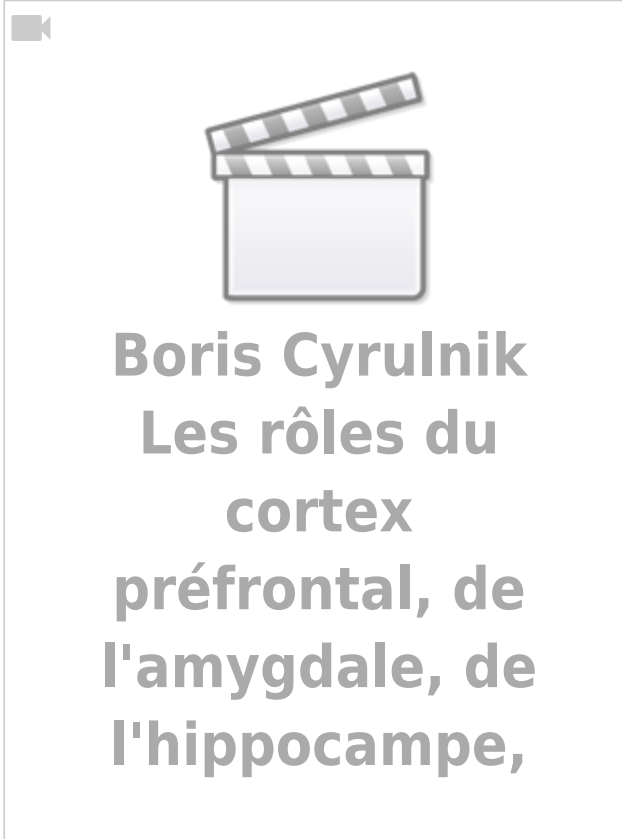 Boris Cyrulnik
Les rôles du
cortex
préfrontal, de
l'amygdale, de
l'hippocampe,